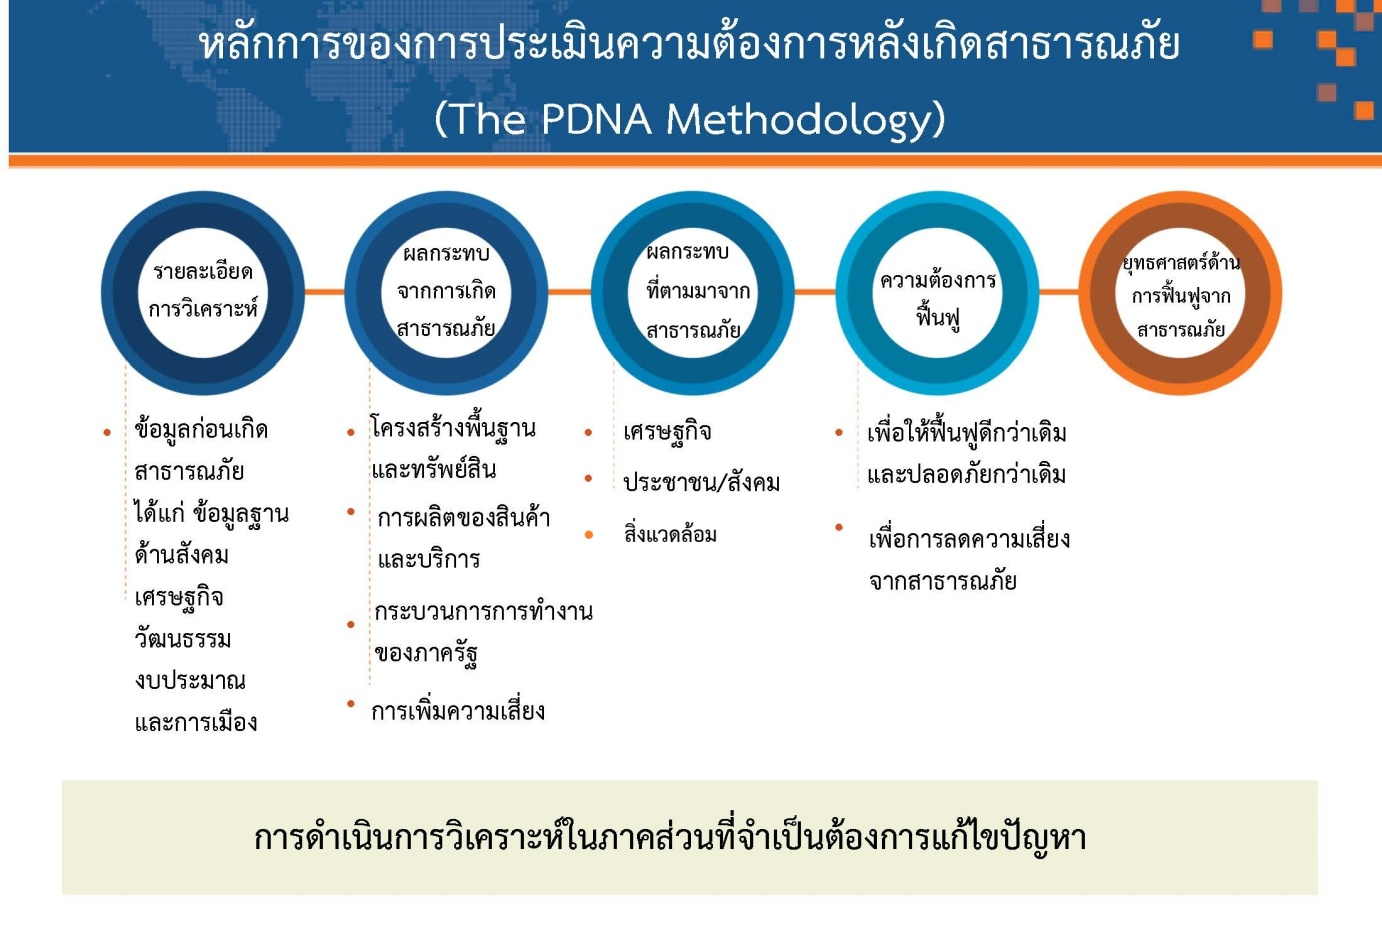 หลักการของการประเมินความต้องการหลังเกิดสาธารณภัย
(The PDNA Methodology)
รายละเอียด
การวิเคราะห์
ผลกระทบ
จากการเกิด
สาธารณภัย
ผลกระทบ
ที่ตามมาจาก
สาธารณภัย
ความต้องการ
ฟื้นฟู
ยุทธศาสตร์ด้าน
การฟื้นฟูจาก
สาธารณภัย
• ข้อมูลก่อนเกิด
สาธารณภัย
ได้แก่ ข้อมูลฐาน
ด้านสังคม
เศรษฐกิจ
วัฒนธรรม
งบประมาณ
และการเมือง
• โครงสร้างพื้นฐาน
และทรัพย์สิน
• การผลิตของสินค้า
และบริการ
• กระบวนการการทำงาน
ของภาครัฐ
• การเพิ่มความเสี่ยง
• เศรษฐกิจ
• ประชาชน/สังคม
• สิ่งแวดล้อม
• เพื่อให้ฟื้นฟูดีกว่าเดิม
และปลอดภัยกว่าเดิม
• เพื่อการลดความเสี่ยง
จากสาธารณภัย
การดำเนินการวิเคราะห์ในภาคส่วนที่จำเป็นต้องการแก้ไขปัญหา